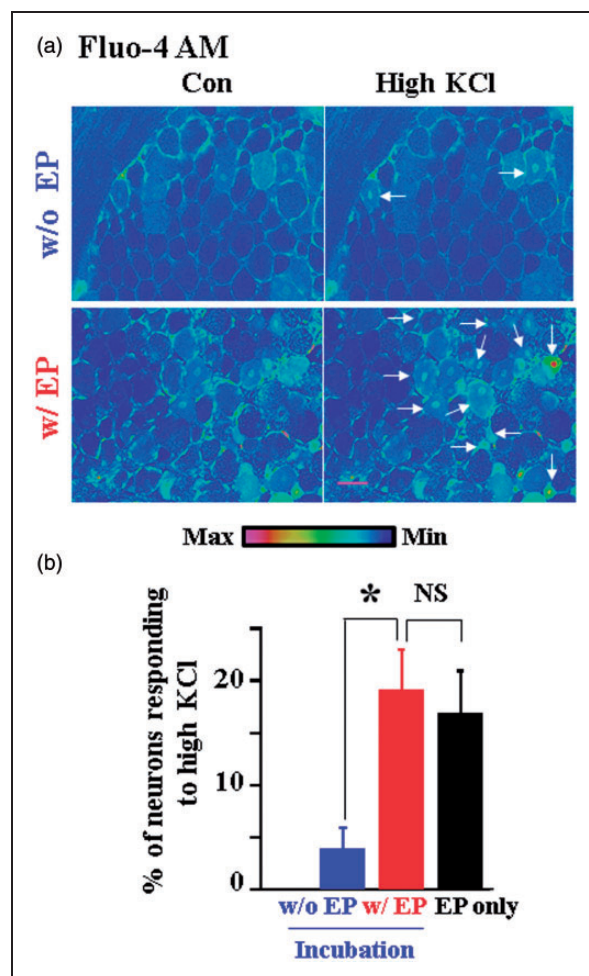 (a) Fluo-4 AM
Con High KCl
w/o EP
w/ EP
Max Min
(b)
% of neurons responding
to high KCl
* NS
20
10
0
w/o EP w/ EP EP only
Incubation